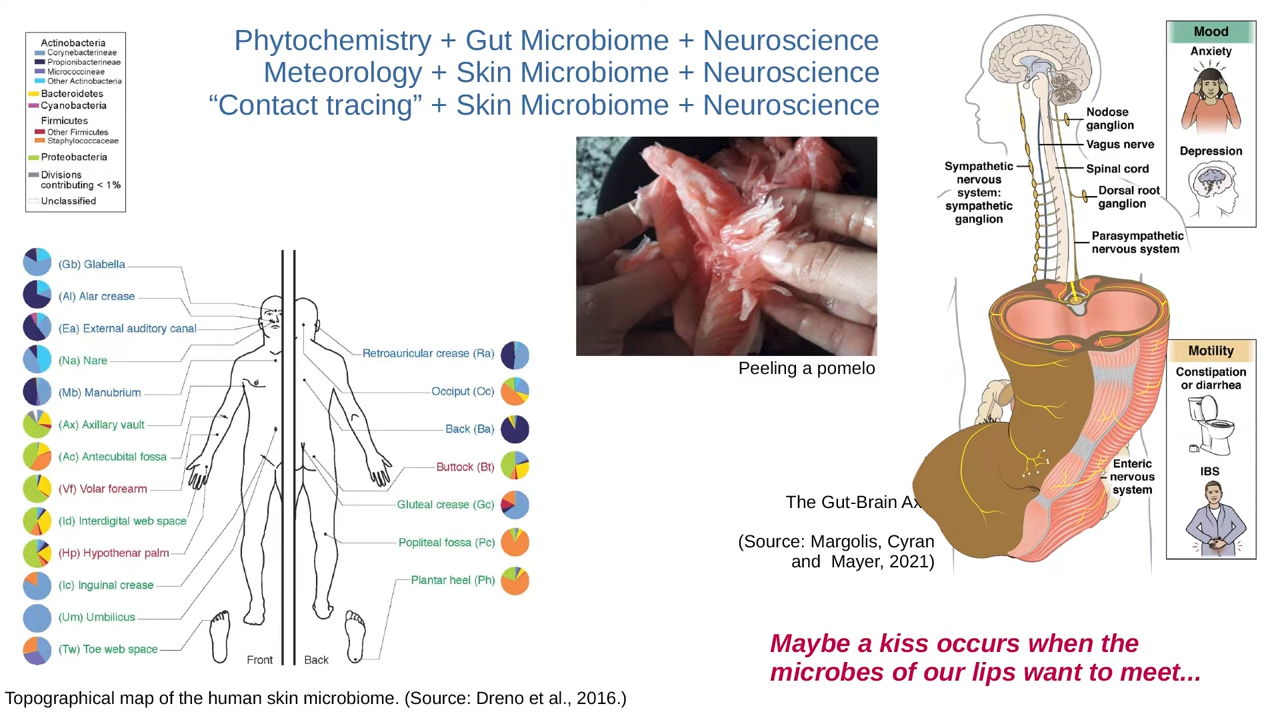 Phytochemistry + Gut Microbiome + Neuroscience
Meteorology + Skin Microbiome + Neuroscience
“Contact tracing” + Skin Microbiome + Neuroscience
Actinobacteria
Corynebacterineae
Propionibacterineae
Micrococcineae
Other Actinobacteria
Bacteroidetes
Cyanobacteria
Firmicutes
Other Firmicutes
Staphylococcaceae
Proteobacteria
Divisions
contributing < 1%
Unclassified
(Gb) Glabella
(Al) Alar crease
(Ea) External auditory canal
(Na) Nare
(Mb) Manubrium
(Ax) Axillary vault
(Ac) Antecubital fossa
(Vf) Volar forearm
(Id) Interdigital web space
(Hp) Hypothenar palm
(Ic) Inguinal crease
(Um) Umbilicus
(Tw) Toe web space
Retroauricular crease (Ra)
Occiput (Oc)
Back (Ba)
Buttock (Bt)
Gluteal crease (Gc)
Popliteal fossa (Pc)
Plantar heel (Ph)
Front
Back
Topographical map of the human skin microbiome. (Source: Dreno et al., 2016.)
Peeling a pomelo
The Gut-Brain Ax
(Source: Margolis, Cyran
and Mayer, 2021)
Sympathetic
nervous
system:
sympathetic
ganglion
Nodose
ganglion
Vagus nerve
Spinal cord
Dorsal root
ganglion
Parasympathetic
nervous system
Enteric
nervous
system
Mood
Anxiety
Depression
Motility
Constipation
or diarrhea
IBS
Maybe a kiss occurs when the
microbes of our lips want to meet...